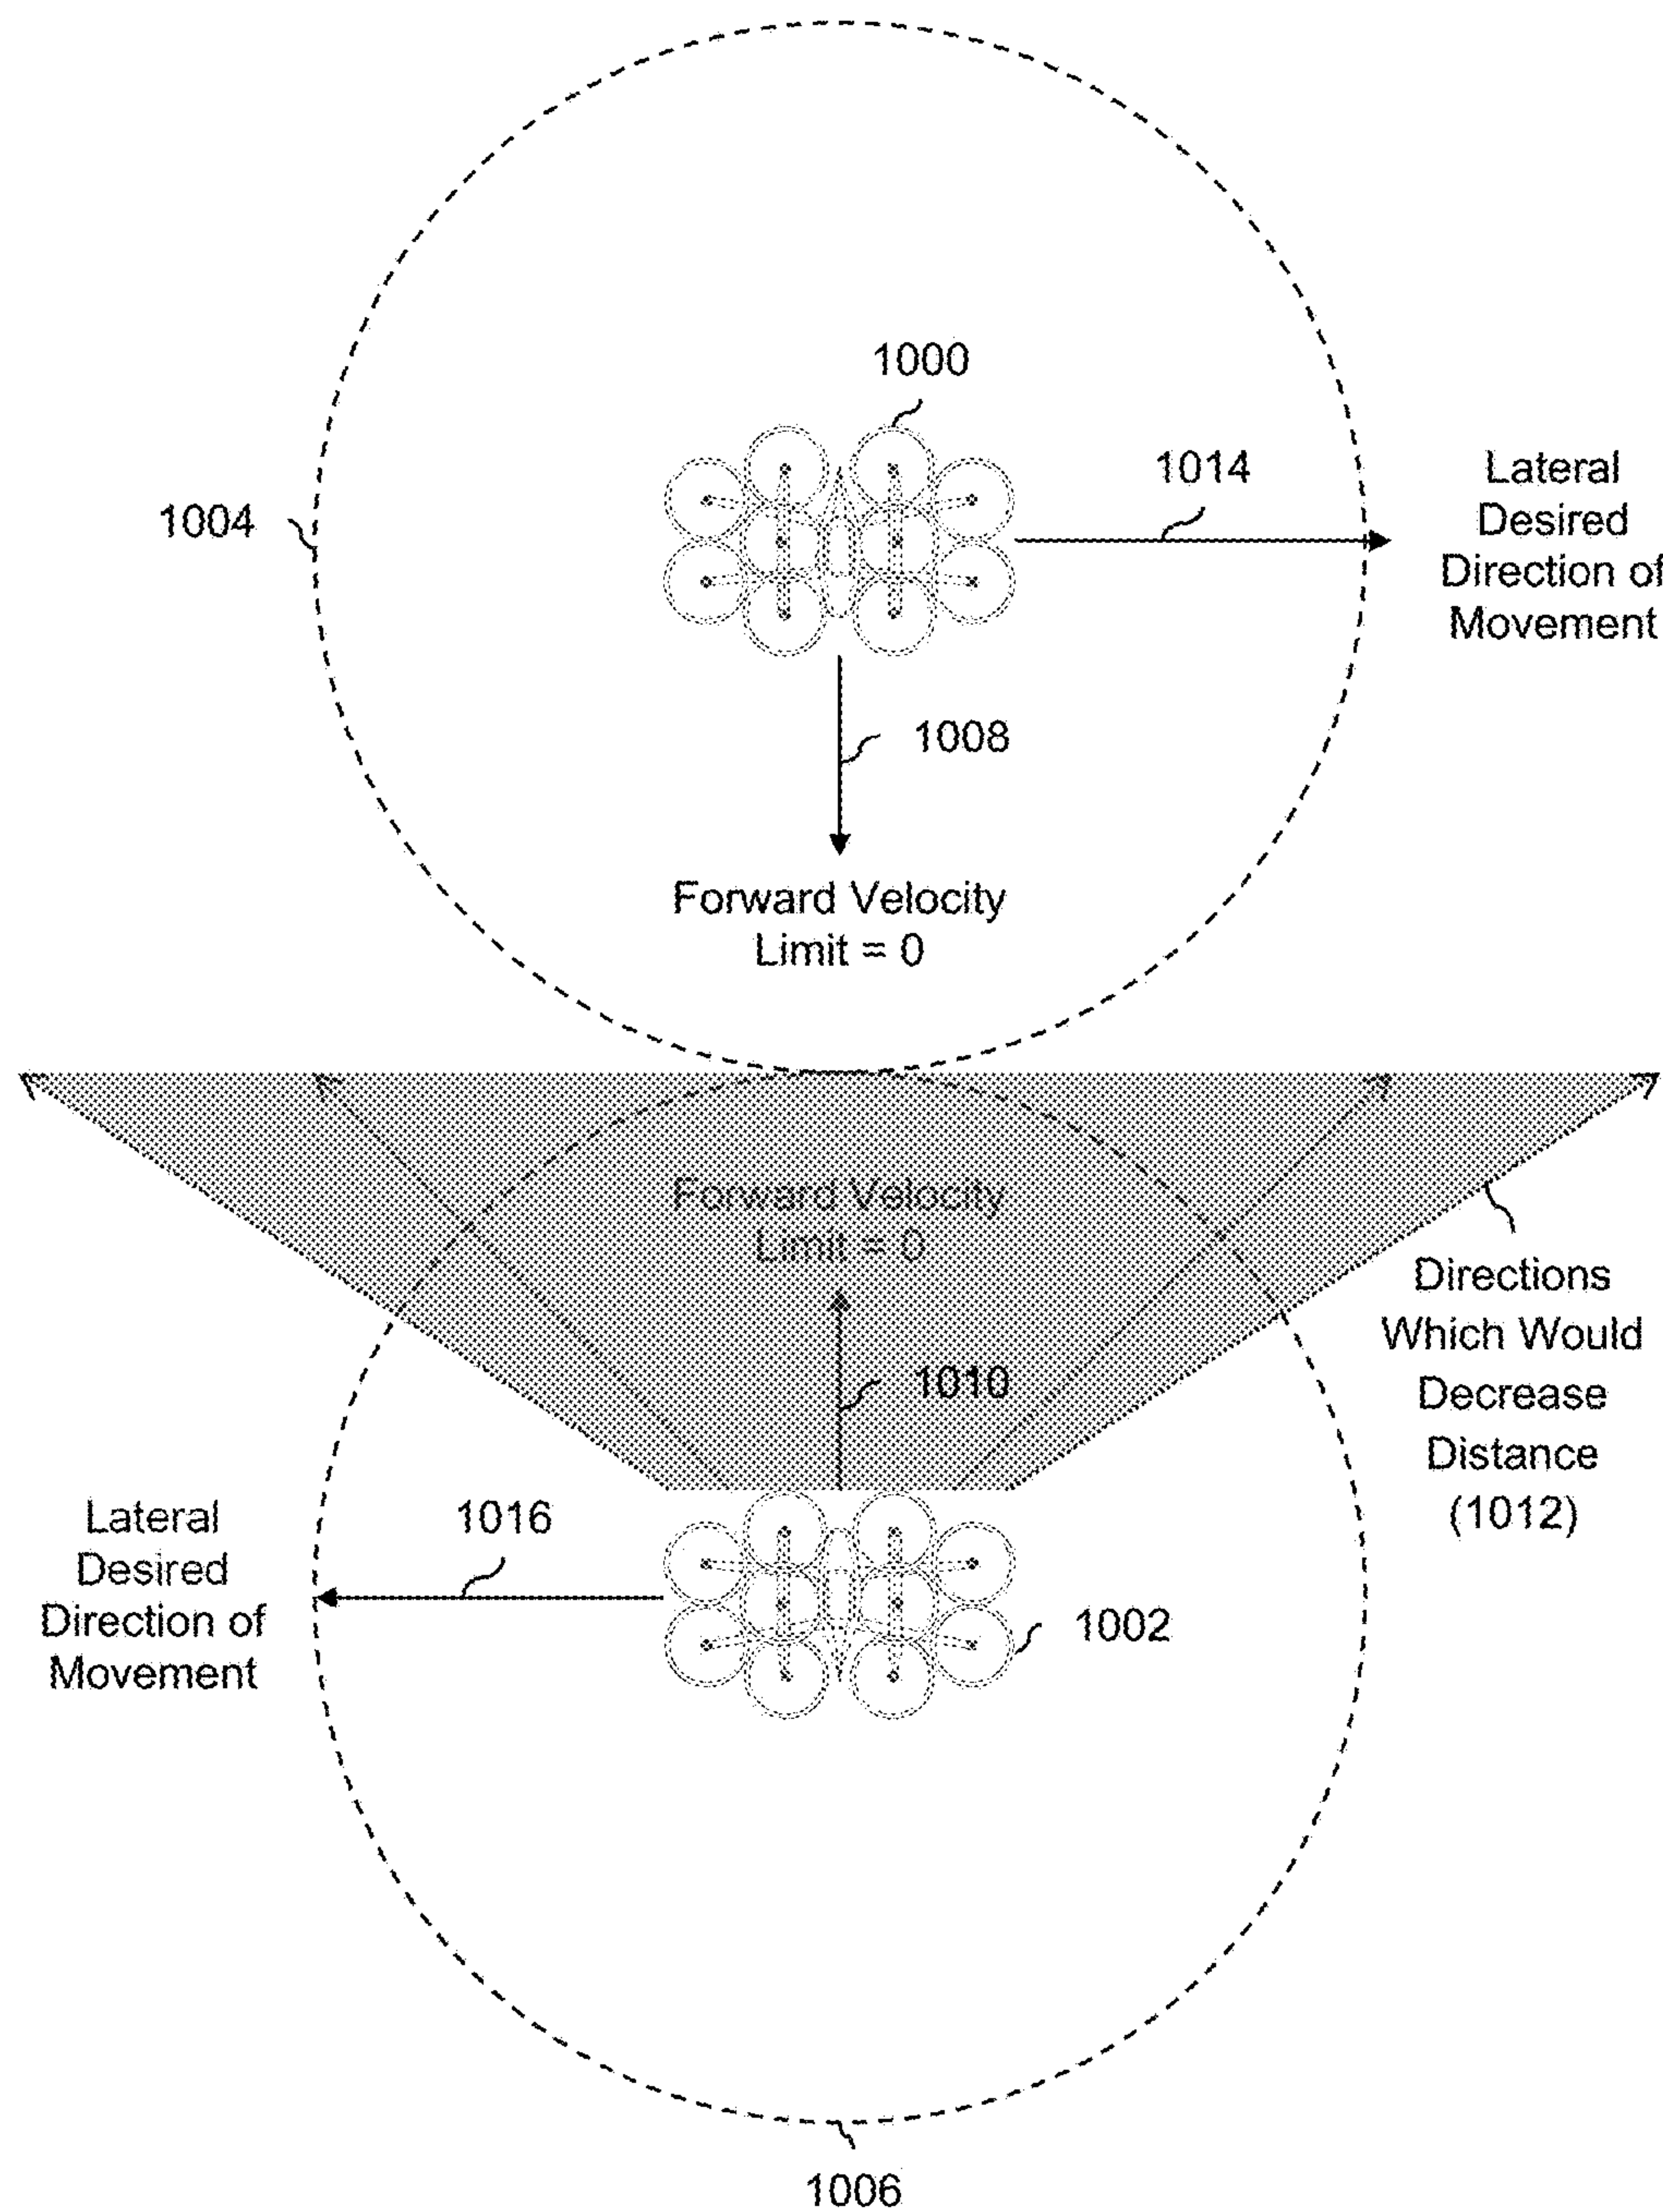 1000
1004
1014
Lateral
Desired
Direction of
Movement
1008
Forward Velocity
Limit = 0
Forward Velocity
Limit = 0
1010
Directions
Which Would
Decrease
Distance
(1012)
Lateral
Desired
Direction of
Movement
1016
1002
1006